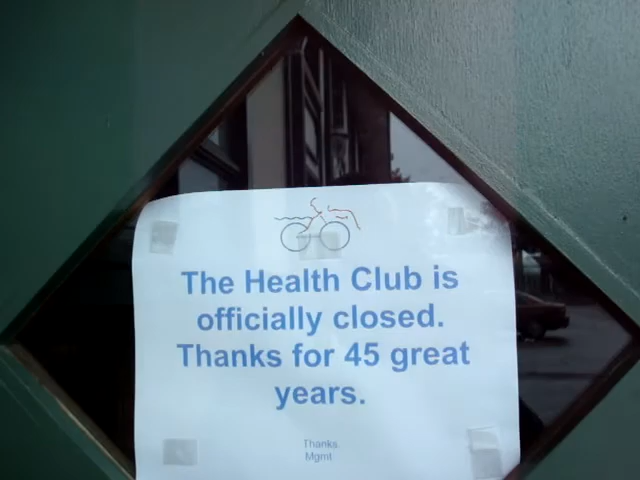 The Health Club is
officially closed.
Thanks for 45 great
years.
Thanks.
Mgmt